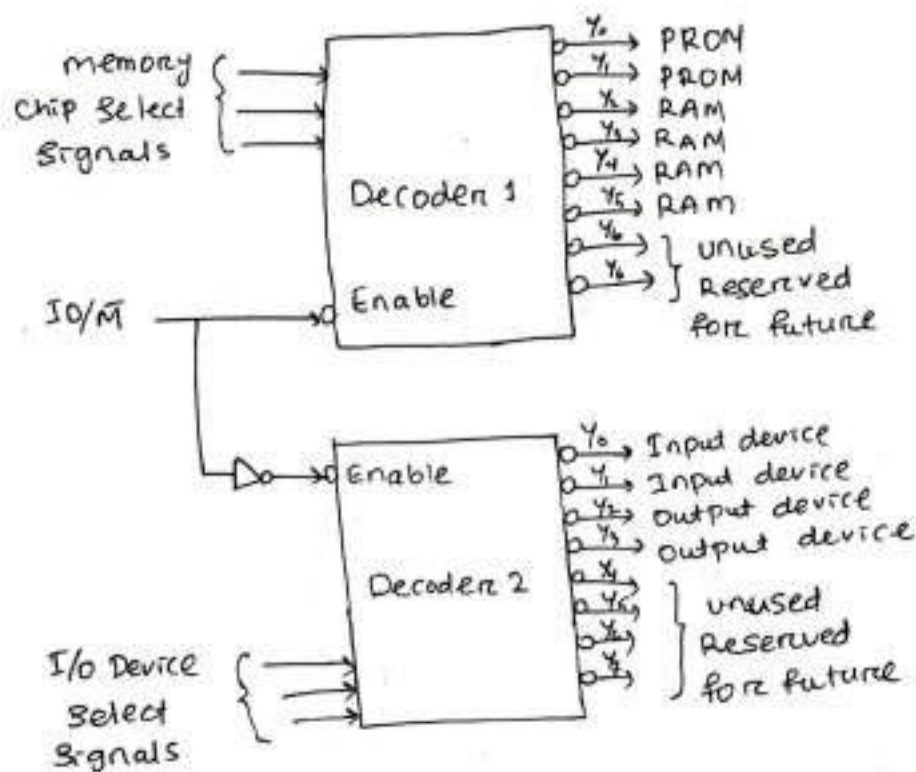 memory
Chip Select
Signals
Decoder 1
Enable
Y₀ PROM
Y₁ PROM
Y₂ RAM
Y₃ RAM
Y₄ RAM
Y₅ RAM
Y₆
Y₆
unused
Reserved
for future
IO/M̅
Enable
Decoder 2
Y₀ Input device
Y₁ Input device
Y₂ Output device
Y₃ Output device
Y₄
Y₅
unused
Reserved
for future
I/O Device
Select
Signals